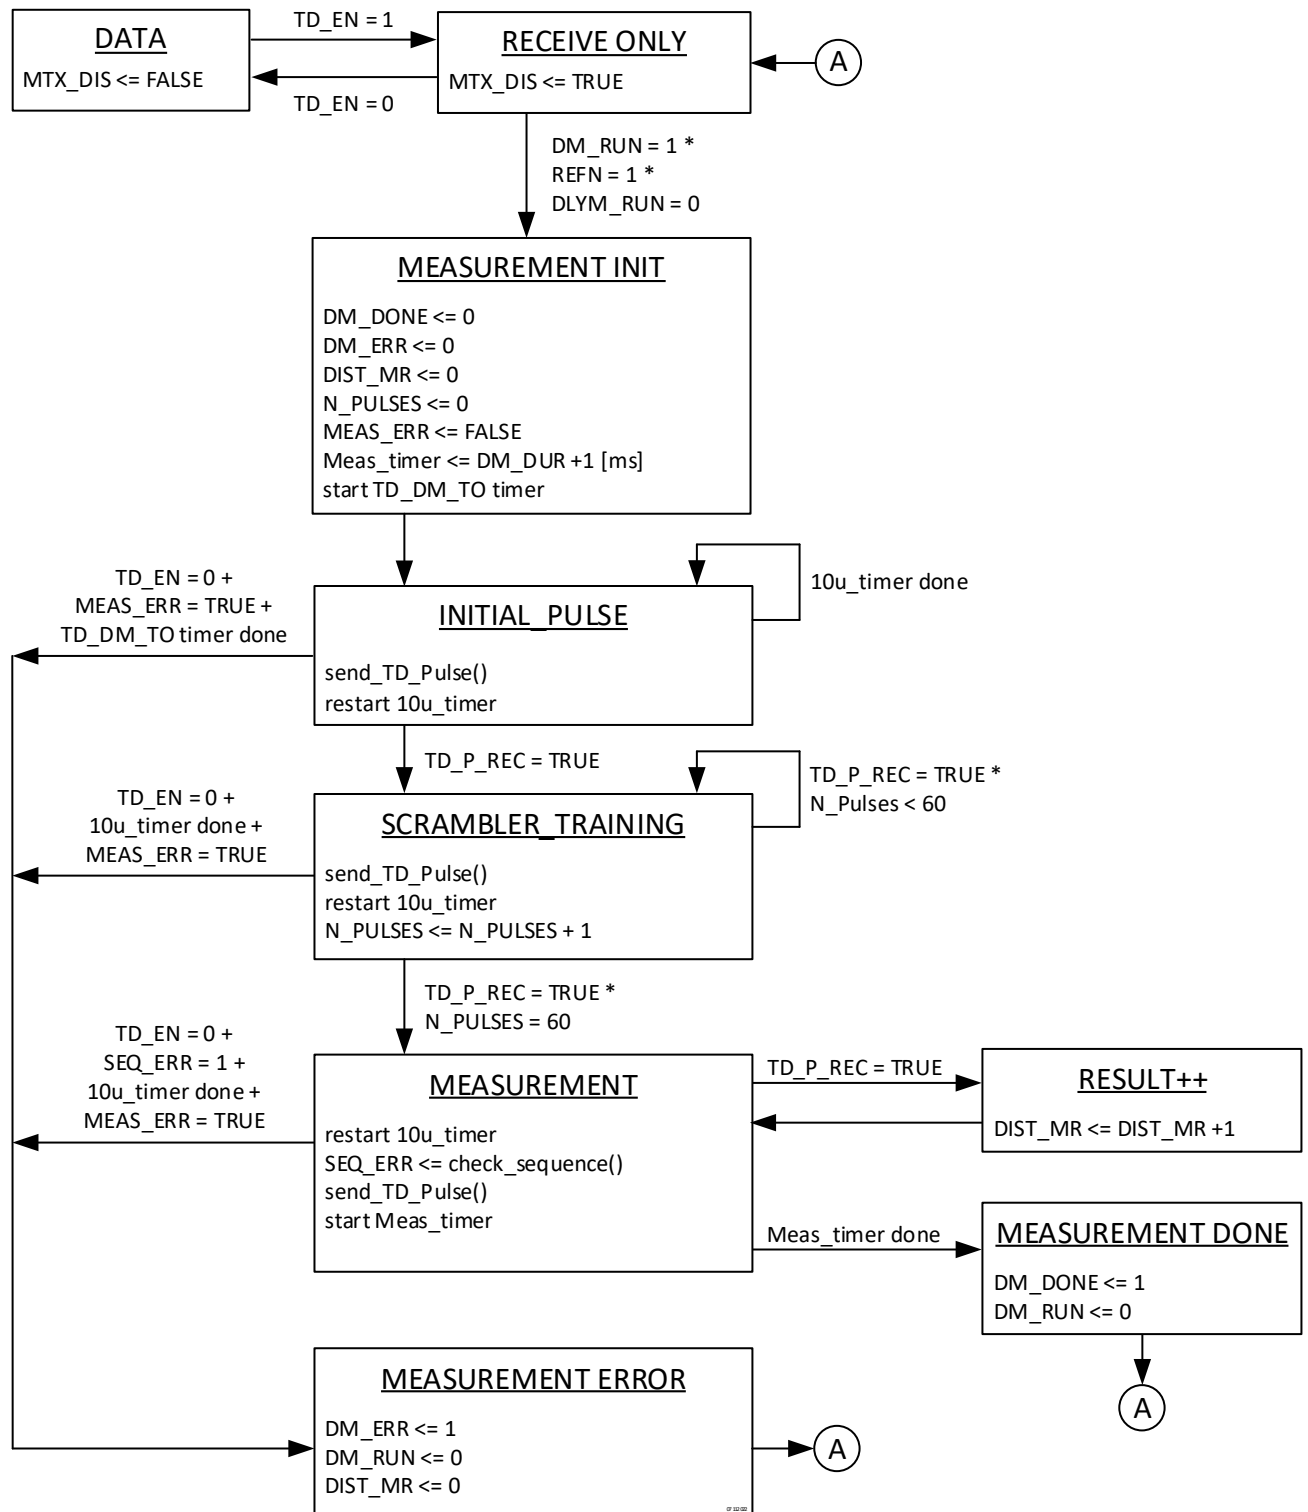 DATA
MTX_DIS <= FALSE
TD_EN = 1
TD_EN = 0
RECEIVE ONLY
MTX_DIS <= TRUE
A
DM_RUN = 1 *
REFN = 1 *
DLYM_RUN = 0
MEASUREMENT INIT
DM_DONE <= 0
DM_ERR <= 0
DIST_MR <= 0
N_PULSES <= 0
MEAS_ERR <= FALSE
Meas_timer <= DM_DUR +1 [ms]
start TD_DM_TO timer
TD_EN = 0 +
MEAS_ERR = TRUE +
TD_DM_TO timer done
INITIAL_PULSE
send_TD_Pulse()
restart 10u_timer
10u_timer done
TD_P_REC = TRUE
TD_EN = 0 +
10u_timer done +
MEAS_ERR = TRUE
SCRAMBLER_TRAINING
send_TD_Pulse()
restart 10u_timer
N_PULSES <= N_PULSES + 1
TD_P_REC = TRUE *
N_Pulses < 60
TD_P_REC = TRUE *
N_PULSES = 60
TD_EN = 0 +
SEQ_ERR = 1 +
10u_timer done +
MEAS_ERR = TRUE
MEASUREMENT
restart 10u_timer
SEQ_ERR <= check_sequence()
send_TD_Pulse()
start Meas_timer
TD_P_REC = TRUE
RESULT++
DIST_MR <= DIST_MR +1
Meas_timer done
MEASUREMENT DONE
DM_DONE <= 1
DM_RUN <= 0
A
MEASUREMENT ERROR
DM_ERR <= 1
DM_RUN <= 0
DIST_MR <= 0
A